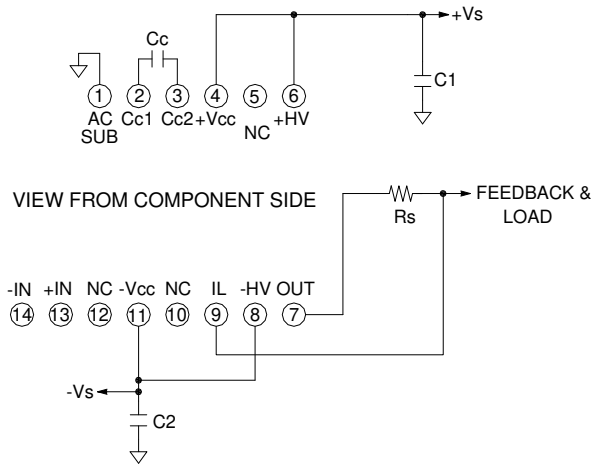 +Vs
Cc
C1
1 2 3 4 5 6
AC Cc1 Cc2 +Vcc NC +HV
SUB
VIEW FROM COMPONENT SIDE
FEEDBACK &
LOAD
Rs
-IN +IN NC -Vcc NC IL -HV OUT
14 13 12 11 10 9 8 7
-Vs
C2